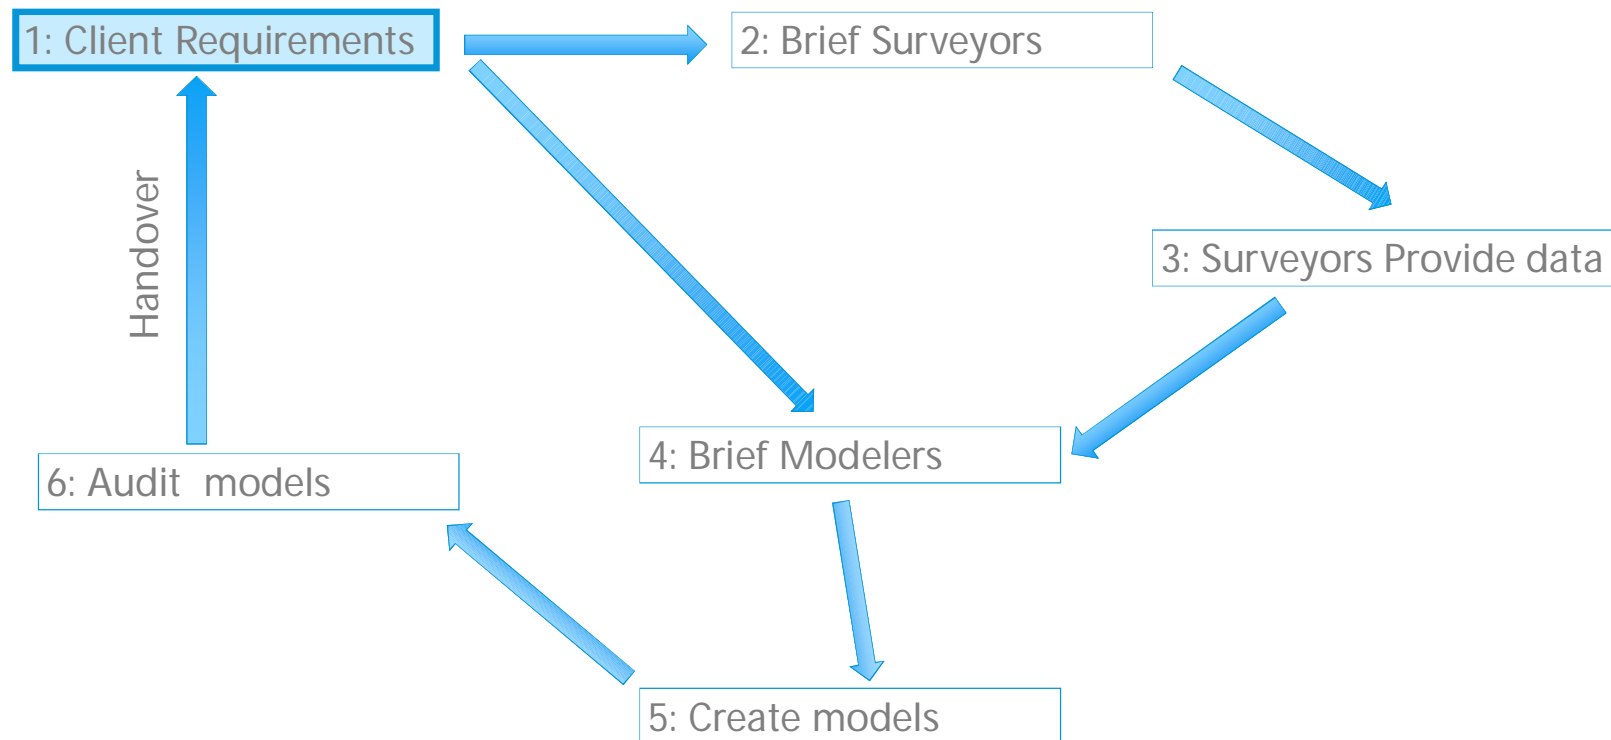 1: Client Requirements
2: Brief Surveyors
3: Surveyors Provide data
Handover
4: Brief Modelers
6: Audit  models
5: Create models